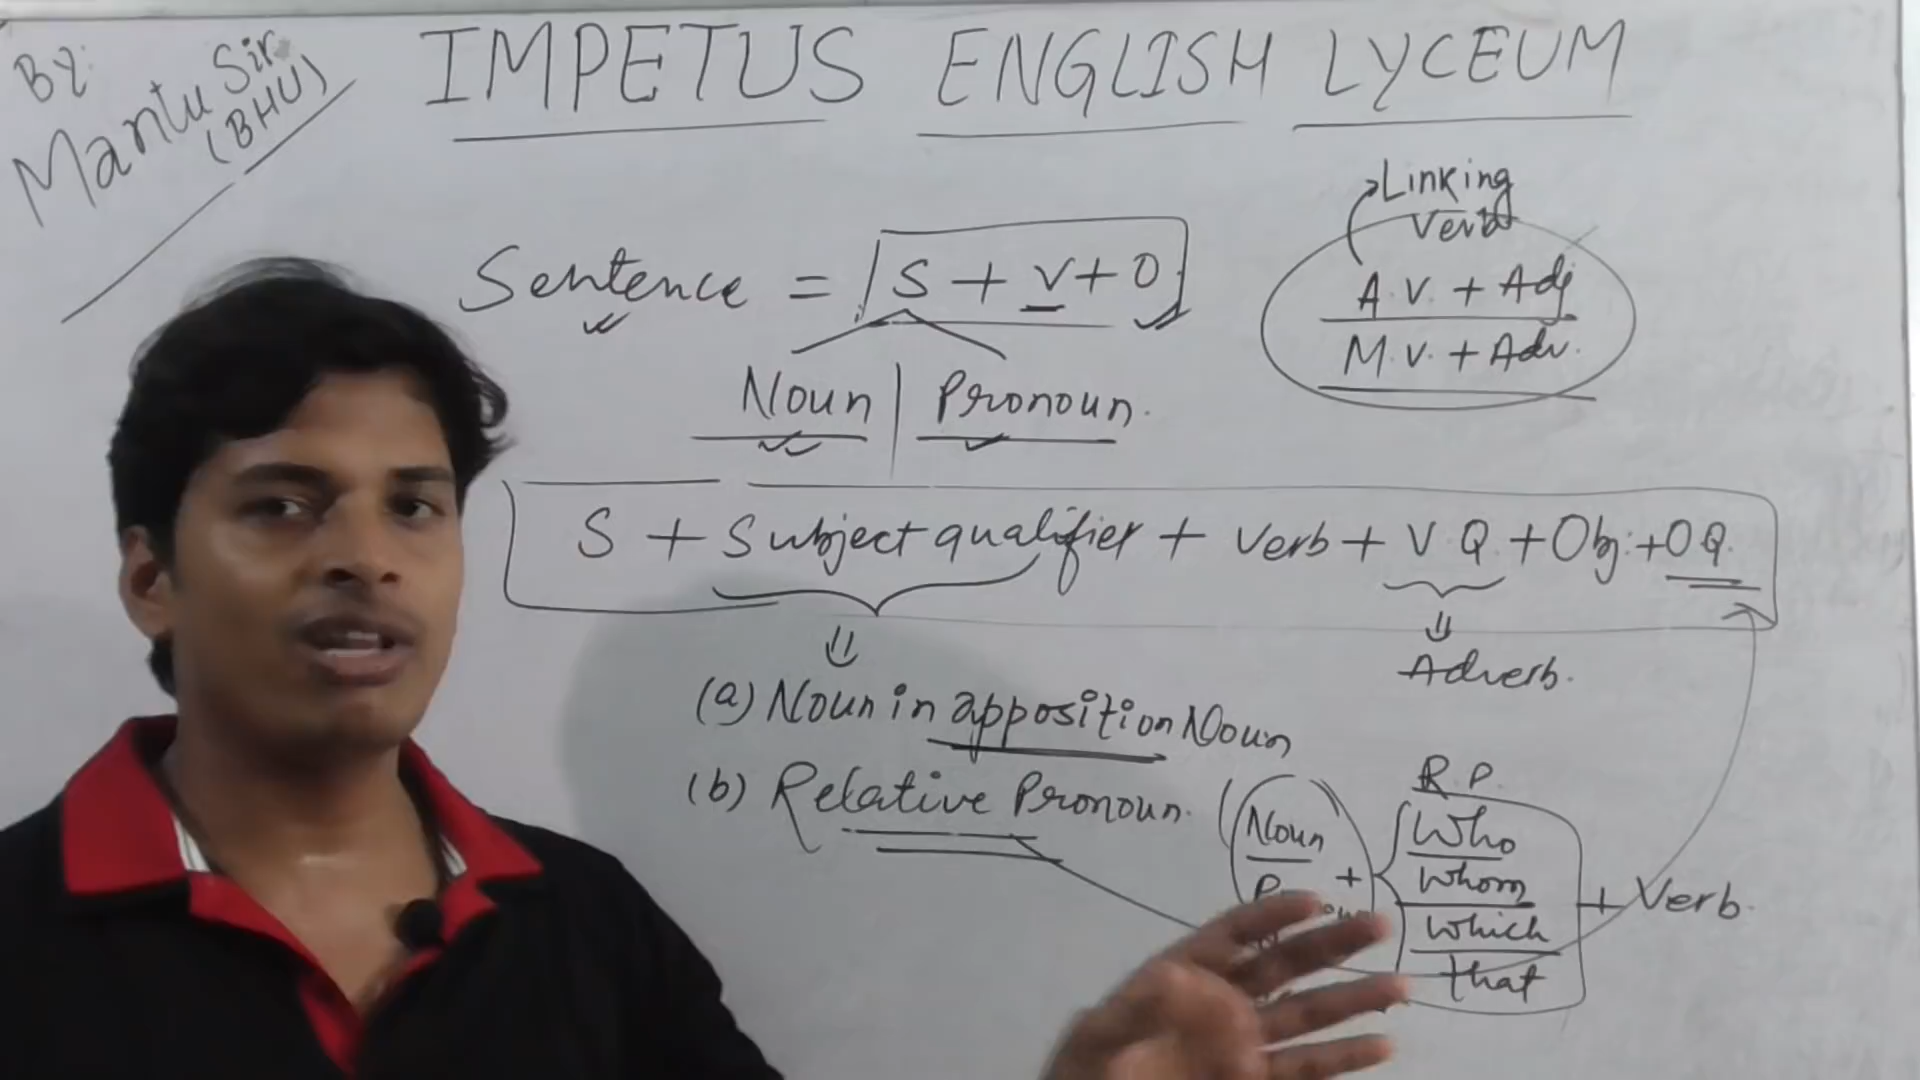 By:
Mantu Sir
(BHU)
IMPETUS ENGLISH LYCEUM
Linking
Verb
Sentence = S + V + O
A.V. + Adj
M.V. + Adv.
Noun | Pronoun.
S + Subject qualifier + Verb + V.Q. + Obj. + O.Q.
Adverb.
(a) Noun in apposition Noun
(b) Relative Pronoun.
R.P.
Noun
+
Who
Whom
Which
that
+ Verb.